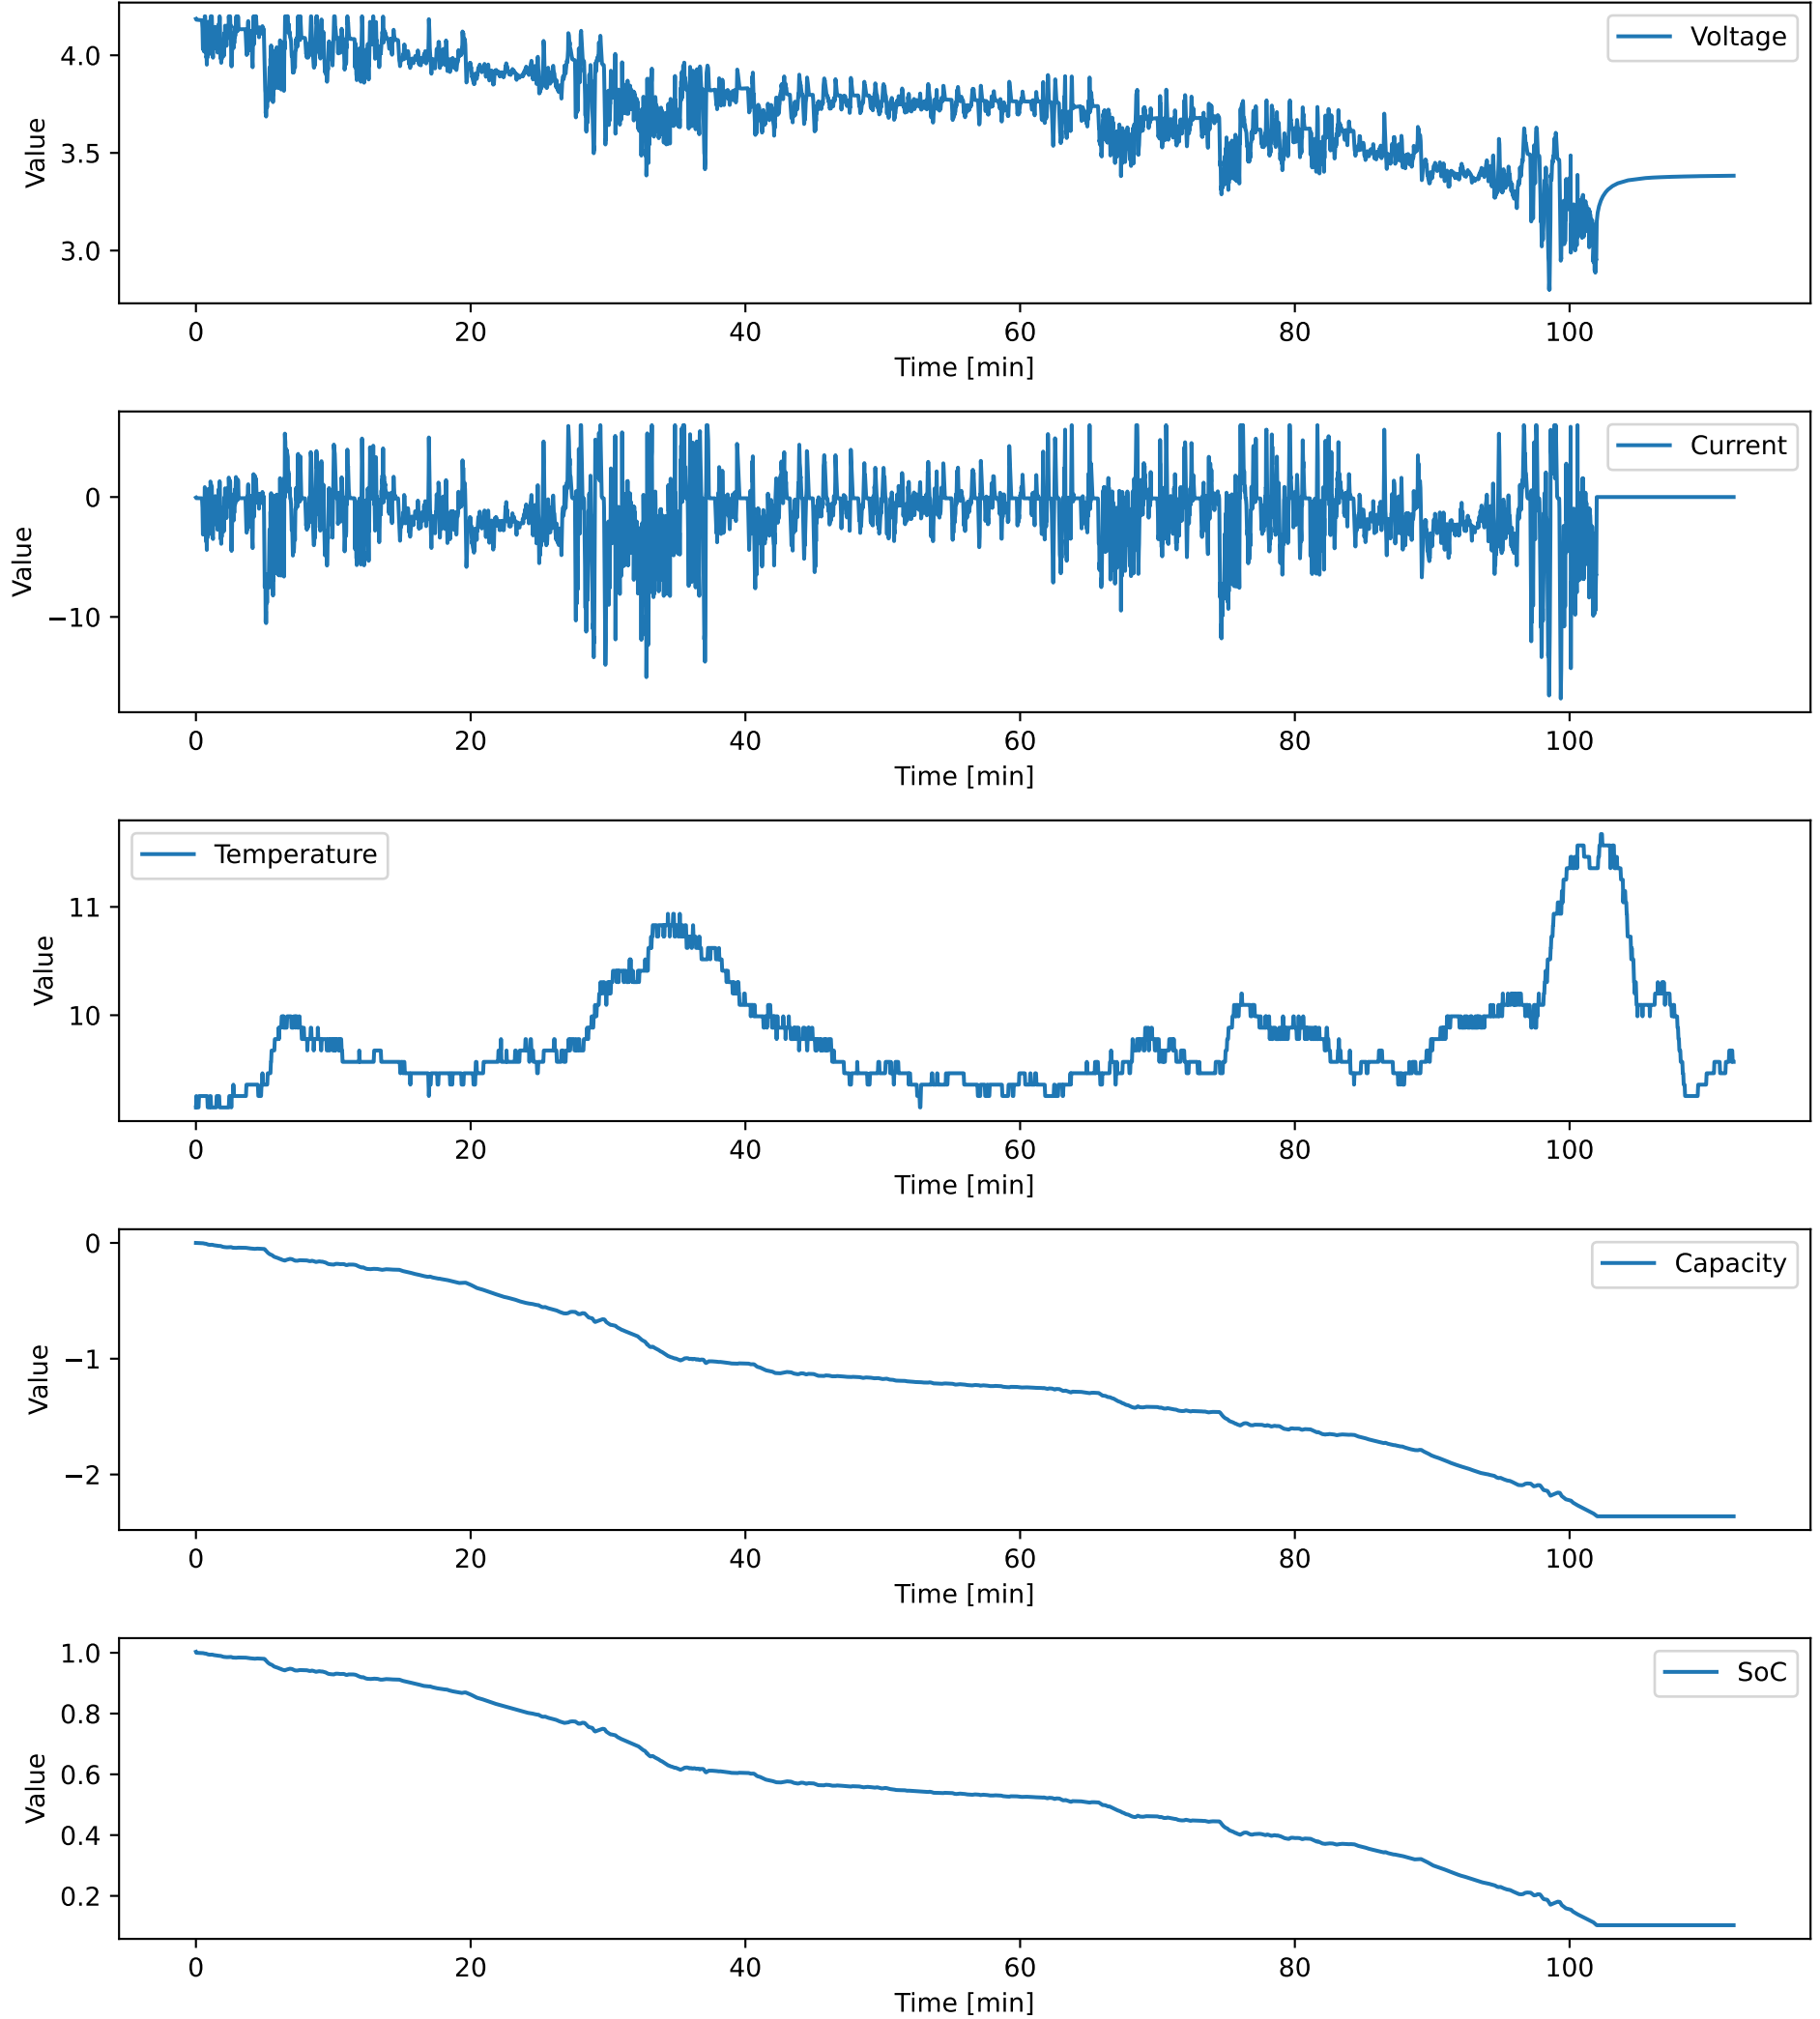 Voltage
4.0
3.5
3.0
Value
0 20 40 60 80 100
Time [min]
Current
0
−10
Value
0 20 40 60 80 100
Time [min]
Temperature
11
10
Value
0 20 40 60 80 100
Time [min]
Capacity
0
−1
−2
Value
0 20 40 60 80 100
Time [min]
SoC
1.0
0.8
0.6
0.4
0.2
Value
0 20 40 60 80 100
Time [min]